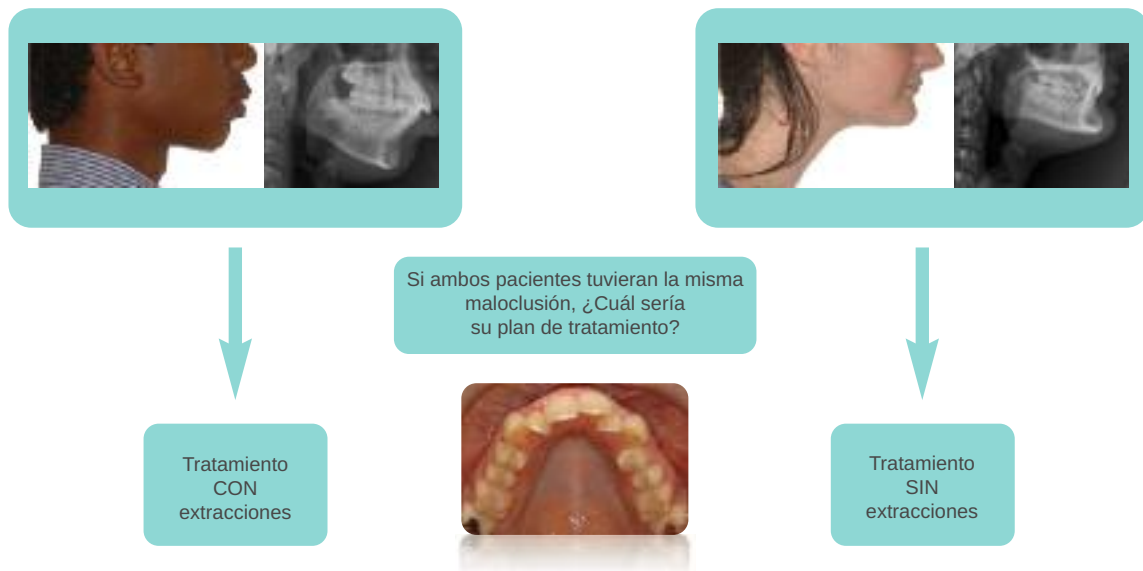 Si ambos pacientes tuvieran la misma
maloclusión, ¿Cuál sería
su plan de tratamiento?
Tratamiento
CON
extracciones
Tratamiento
SIN
extracciones